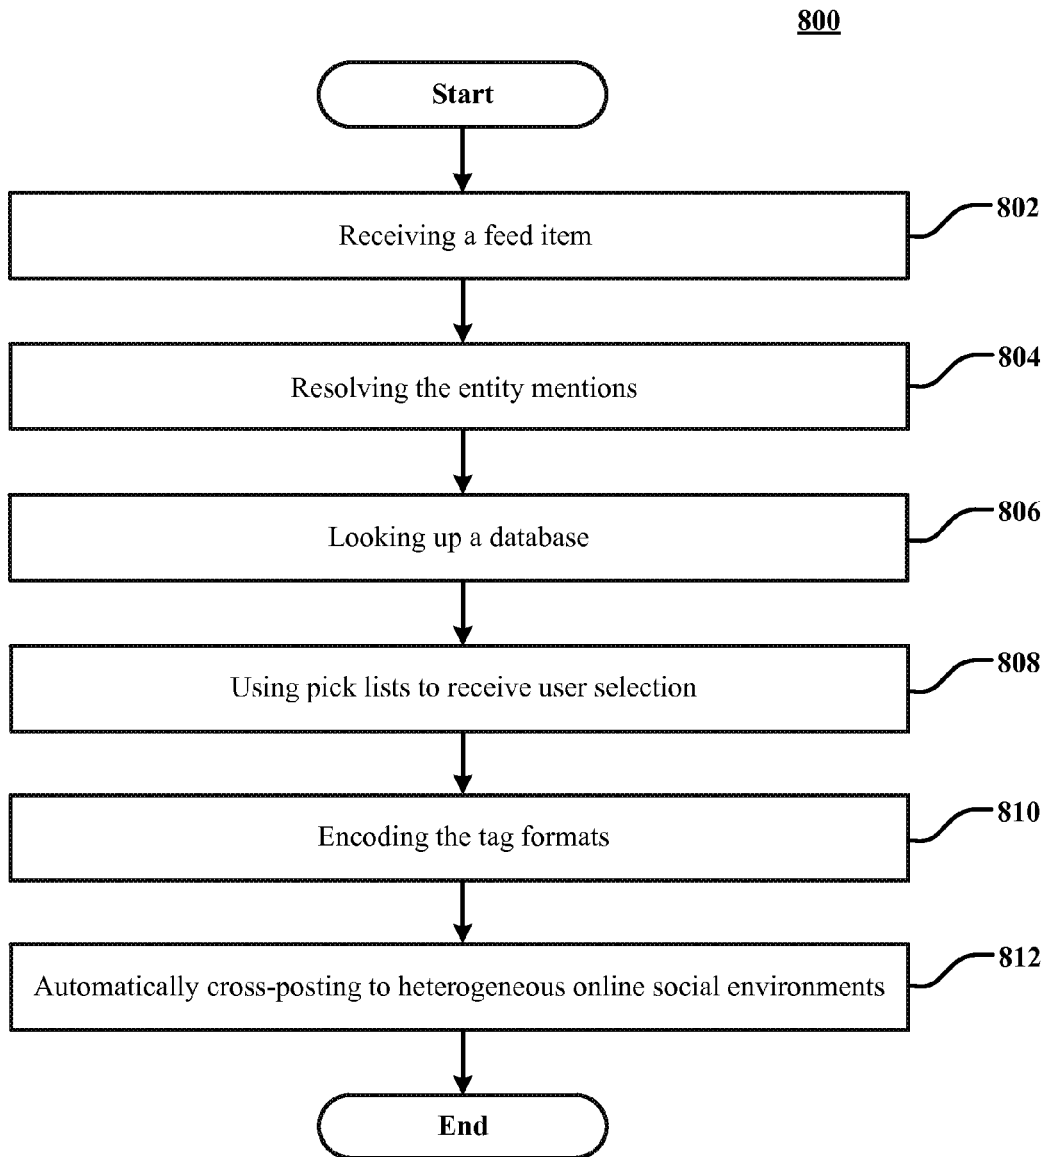 800
Start
Receiving a feed item
802
Resolving the entity mentions
804
Looking up a database
806
Using pick lists to receive user selection
808
Encoding the tag formats
810
Automatically cross-posting to heterogeneous online social environments
812
End